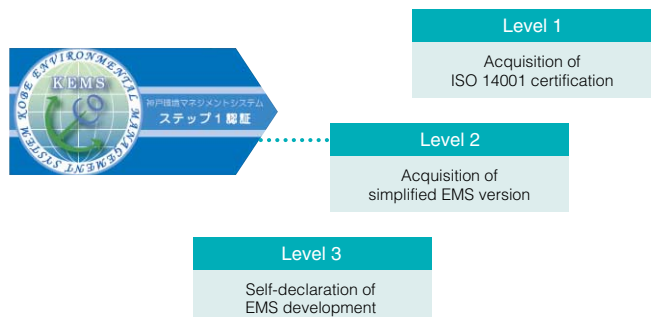 KOBE ENVIRONMENTAL MANAGEMENT SYSTEM
KEMS
ECO
神戸環境マネジメントシステム
ステップ1認証
Level 1
Acquisition of
ISO 14001 certification
Level 2
Acquisition of
simplified EMS version
Level 3
Self-declaration of
EMS development